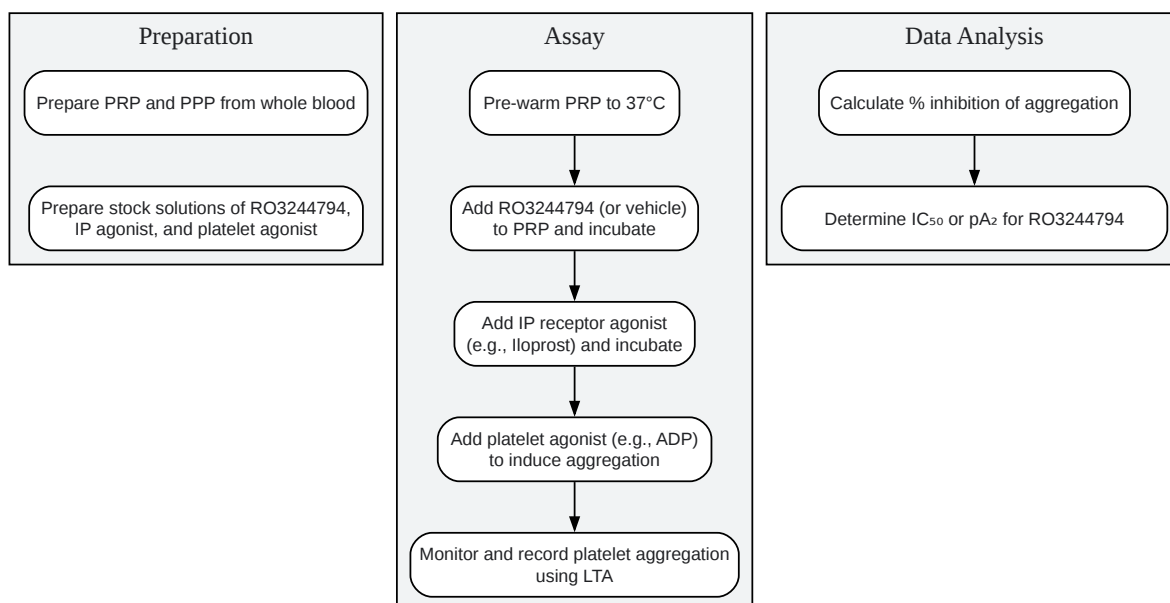 Preparation
Prepare PRP and PPP from whole blood
Prepare stock solutions of RO3244794,
IP agonist, and platelet agonist
Assay
Pre-warm PRP to 37°C
Add RO3244794 (or vehicle)
to PRP and incubate
Add IP receptor agonist
(e.g., Iloprost) and incubate
Add platelet agonist (e.g., ADP)
to induce aggregation
Monitor and record platelet aggregation
using LTA
Data Analysis
Calculate % inhibition of aggregation
Determine IC₅₀ or pA₂ for RO3244794